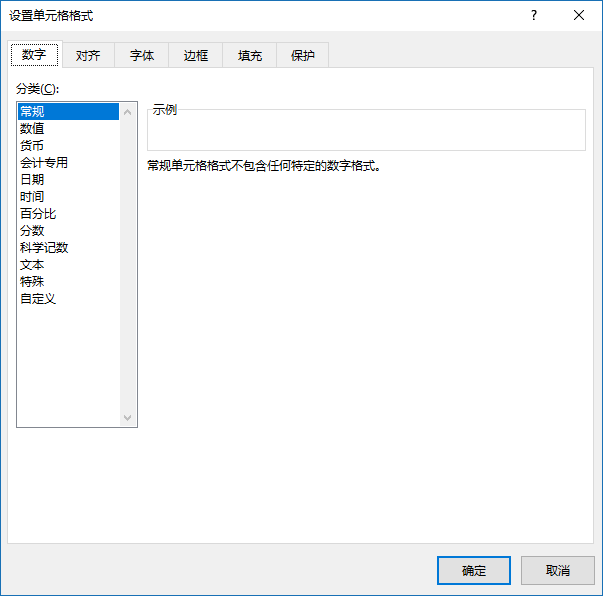 设置单元格格式
?
数字 对齐 字体 边框 填充 保护
分类(C):
常规
数值
货币
会计专用
日期
时间
百分比
分数
科学记数
文本
特殊
自定义
示例
常规单元格格式不包含任何特定的数字格式。
确定 取消